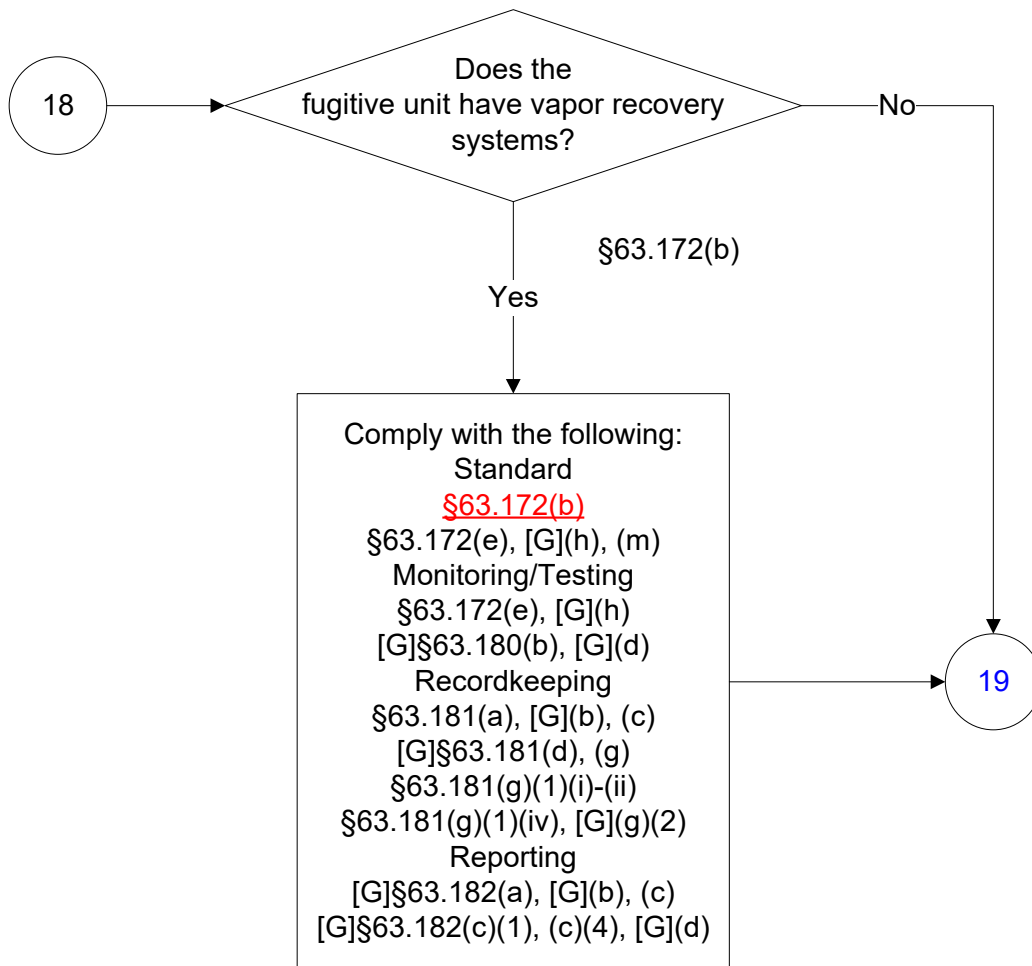 18
Does the
fugitive unit have vapor recovery
systems?
No
§63.172(b)
Yes
Comply with the following:
Standard
§63.172(b)
§63.172(e), [G](h), (m)
Monitoring/Testing
§63.172(e), [G](h)
[G]§63.180(b), [G](d)
Recordkeeping
§63.181(a), [G](b), (c)
[G]§63.181(d), (g)
§63.181(g)(1)(i)-(ii)
§63.181(g)(1)(iv), [G](g)(2)
Reporting
[G]§63.182(a), [G](b), (c)
[G]§63.182(c)(1), (c)(4), [G](d)
19